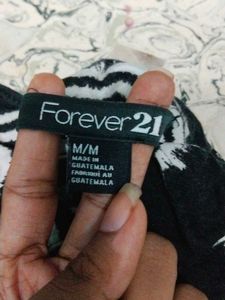 Forever 21
M/M
MADE IN
GUATEMALA
FABRIQUÉ AU
GUATEMALA